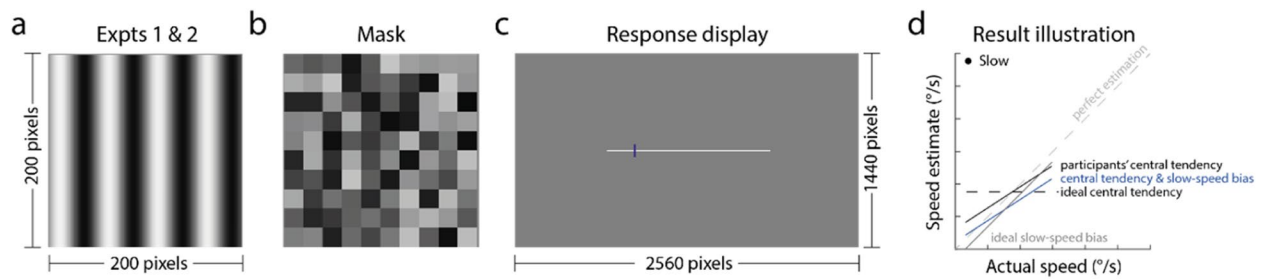 a
Expts 1 & 2
200 pixels
200 pixels
b
Mask
c
Response display
1440 pixels
2560 pixels
d
Result illustration
Slow
perfect estimation
participants' central tendency
central tendency & slow-speed bias
ideal central tendency
ideal slow-speed bias
Speed estimate (°/s)
Actual speed (°/s)